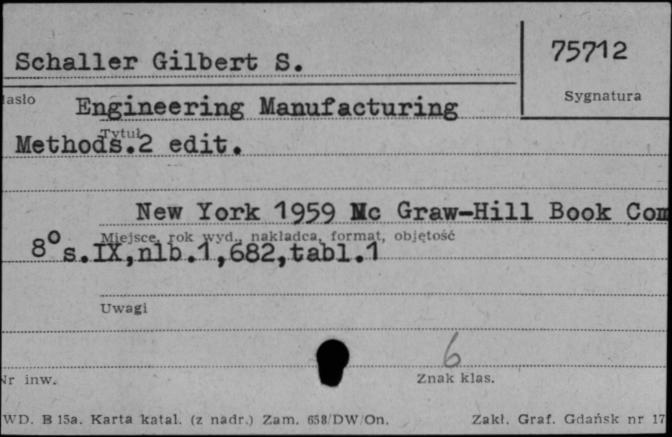 Schaller Gilbert S.
75712
Sygnatura
asło
Engineering Manufacturing
Tytuł
Methods.2 edit.
New York 1959 Mc Graw-Hill Book Com
Miejsce, rok wyd., nakładca, format, objętość
8° s.IX,nlb.1,682,tabl.1
Uwagi
6
Nr inw.
Znak klas.
WD. B 15a. Karta katal. (z nadr.) Zam. 658/DW/On.
Zakł. Graf. Gdańsk nr 17